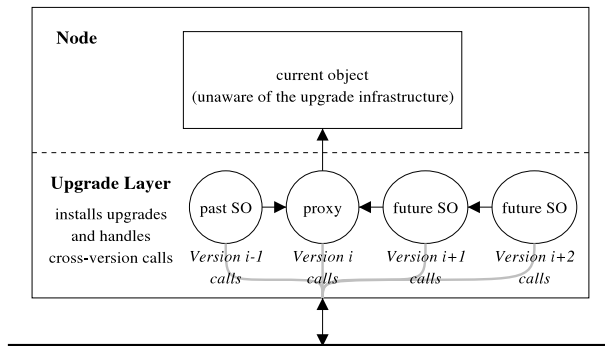 Node
current object
(unaware of the upgrade infrastructure)
Upgrade Layer
installs upgrades
and handles
cross-version calls
past SO
proxy
future SO
future SO
Version i-1
calls
Version i
calls
Version i+1
calls
Version i+2
calls